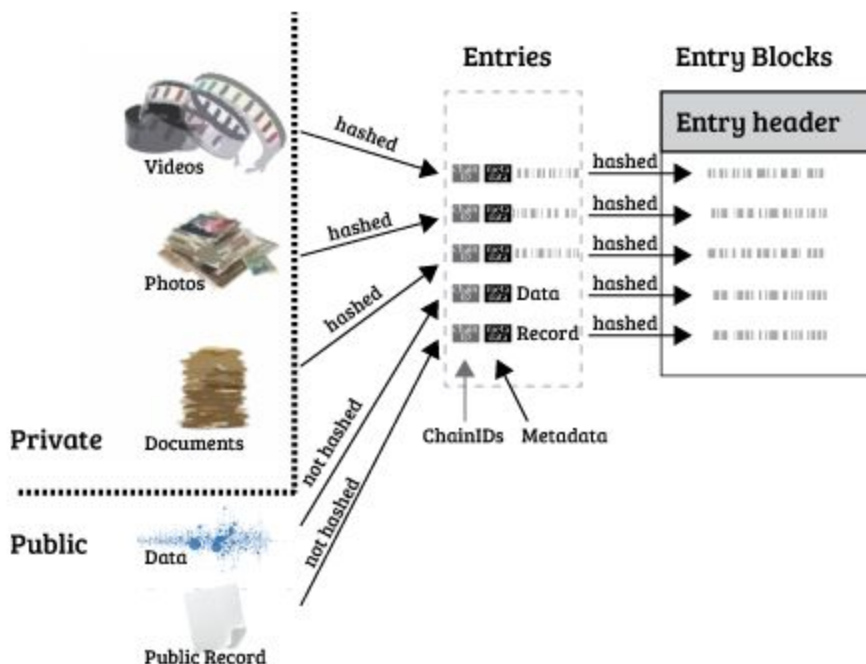 Entries
Entry Blocks
Entry header
Videos
Photos
Documents
Private
Public
Data
Public Record
hashed
hashed
hashed
not hashed
not hashed
Data
Record
hashed
hashed
hashed
hashed
hashed
ChainIDs
Metadata